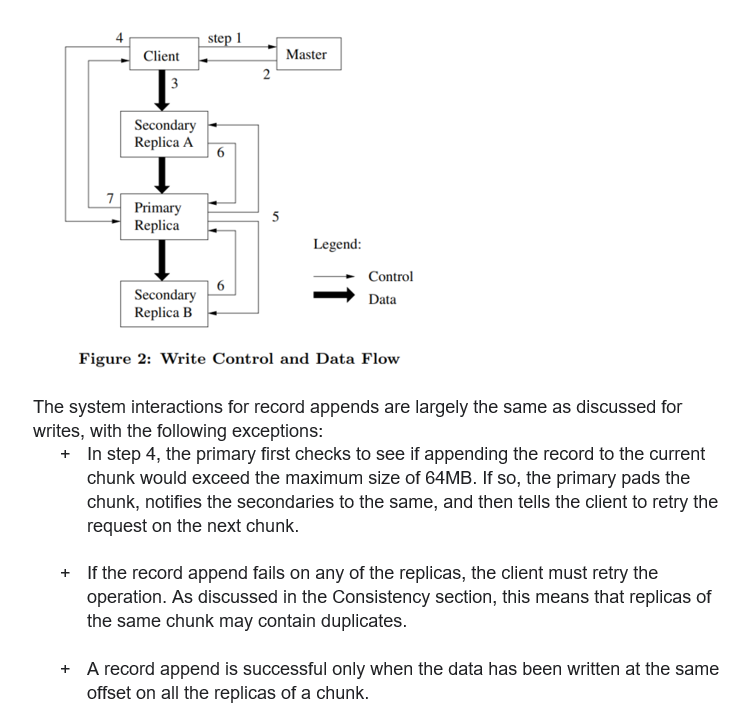 4
step 1
Client
Master
2
3
Secondary
Replica A
6
7
Primary
Replica
5
Legend:
Control
6
Secondary
Data
Replica B
Figure 2: Write Control and Data Flow
The system interactions for record appends are largely the same as discussed for
writes, with the following exceptions:
+ In step 4, the primary first checks to see if appending the record to the current
chunk would exceed the maximum size of 64MB. If so, the primary pads the
chunk, notifies the secondaries to the same, and then tells the client to retry the
request on the next chunk.
+ If the record append fails on any of the replicas, the client must retry the
operation. As discussed in the Consistency section, this means that replicas of
the same chunk may contain duplicates.
+ A record append is successful only when the data has been written at the same
offset on all the replicas of a chunk.